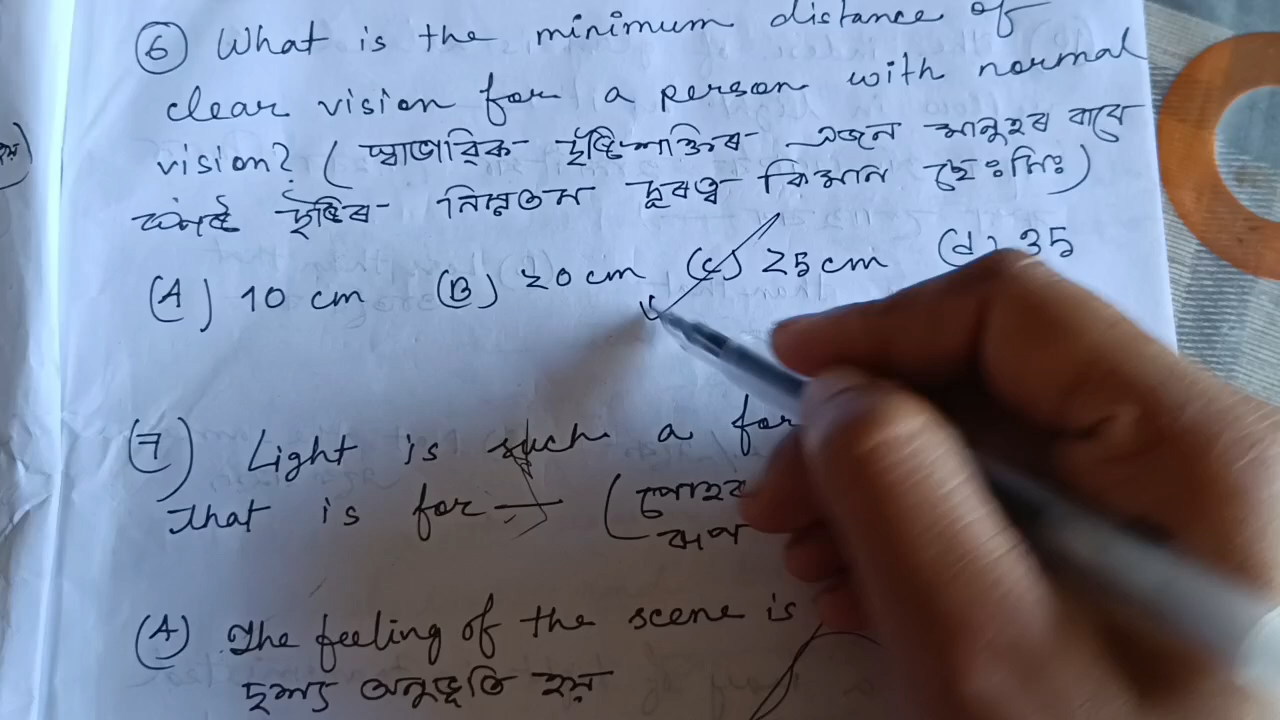 6 What is the minimum distance of
clear vision for a person with normal
vision? (স্বাভাৱিক দৃষ্টিশক্তিৰ এজন মানুহৰ বাবে
স্পষ্ট দৃষ্টিৰ নিম্নতম দূৰত্ব কিমান ছেঃমিঃ)
(A) 10 cm (B) 20 cm (C) 25 cm (d) 35
(7) Light is such a for
that is for— (পোহৰ
ৰূপ
(A) The feeling of the scene is
দৃশ্য অনুভূতি হয়